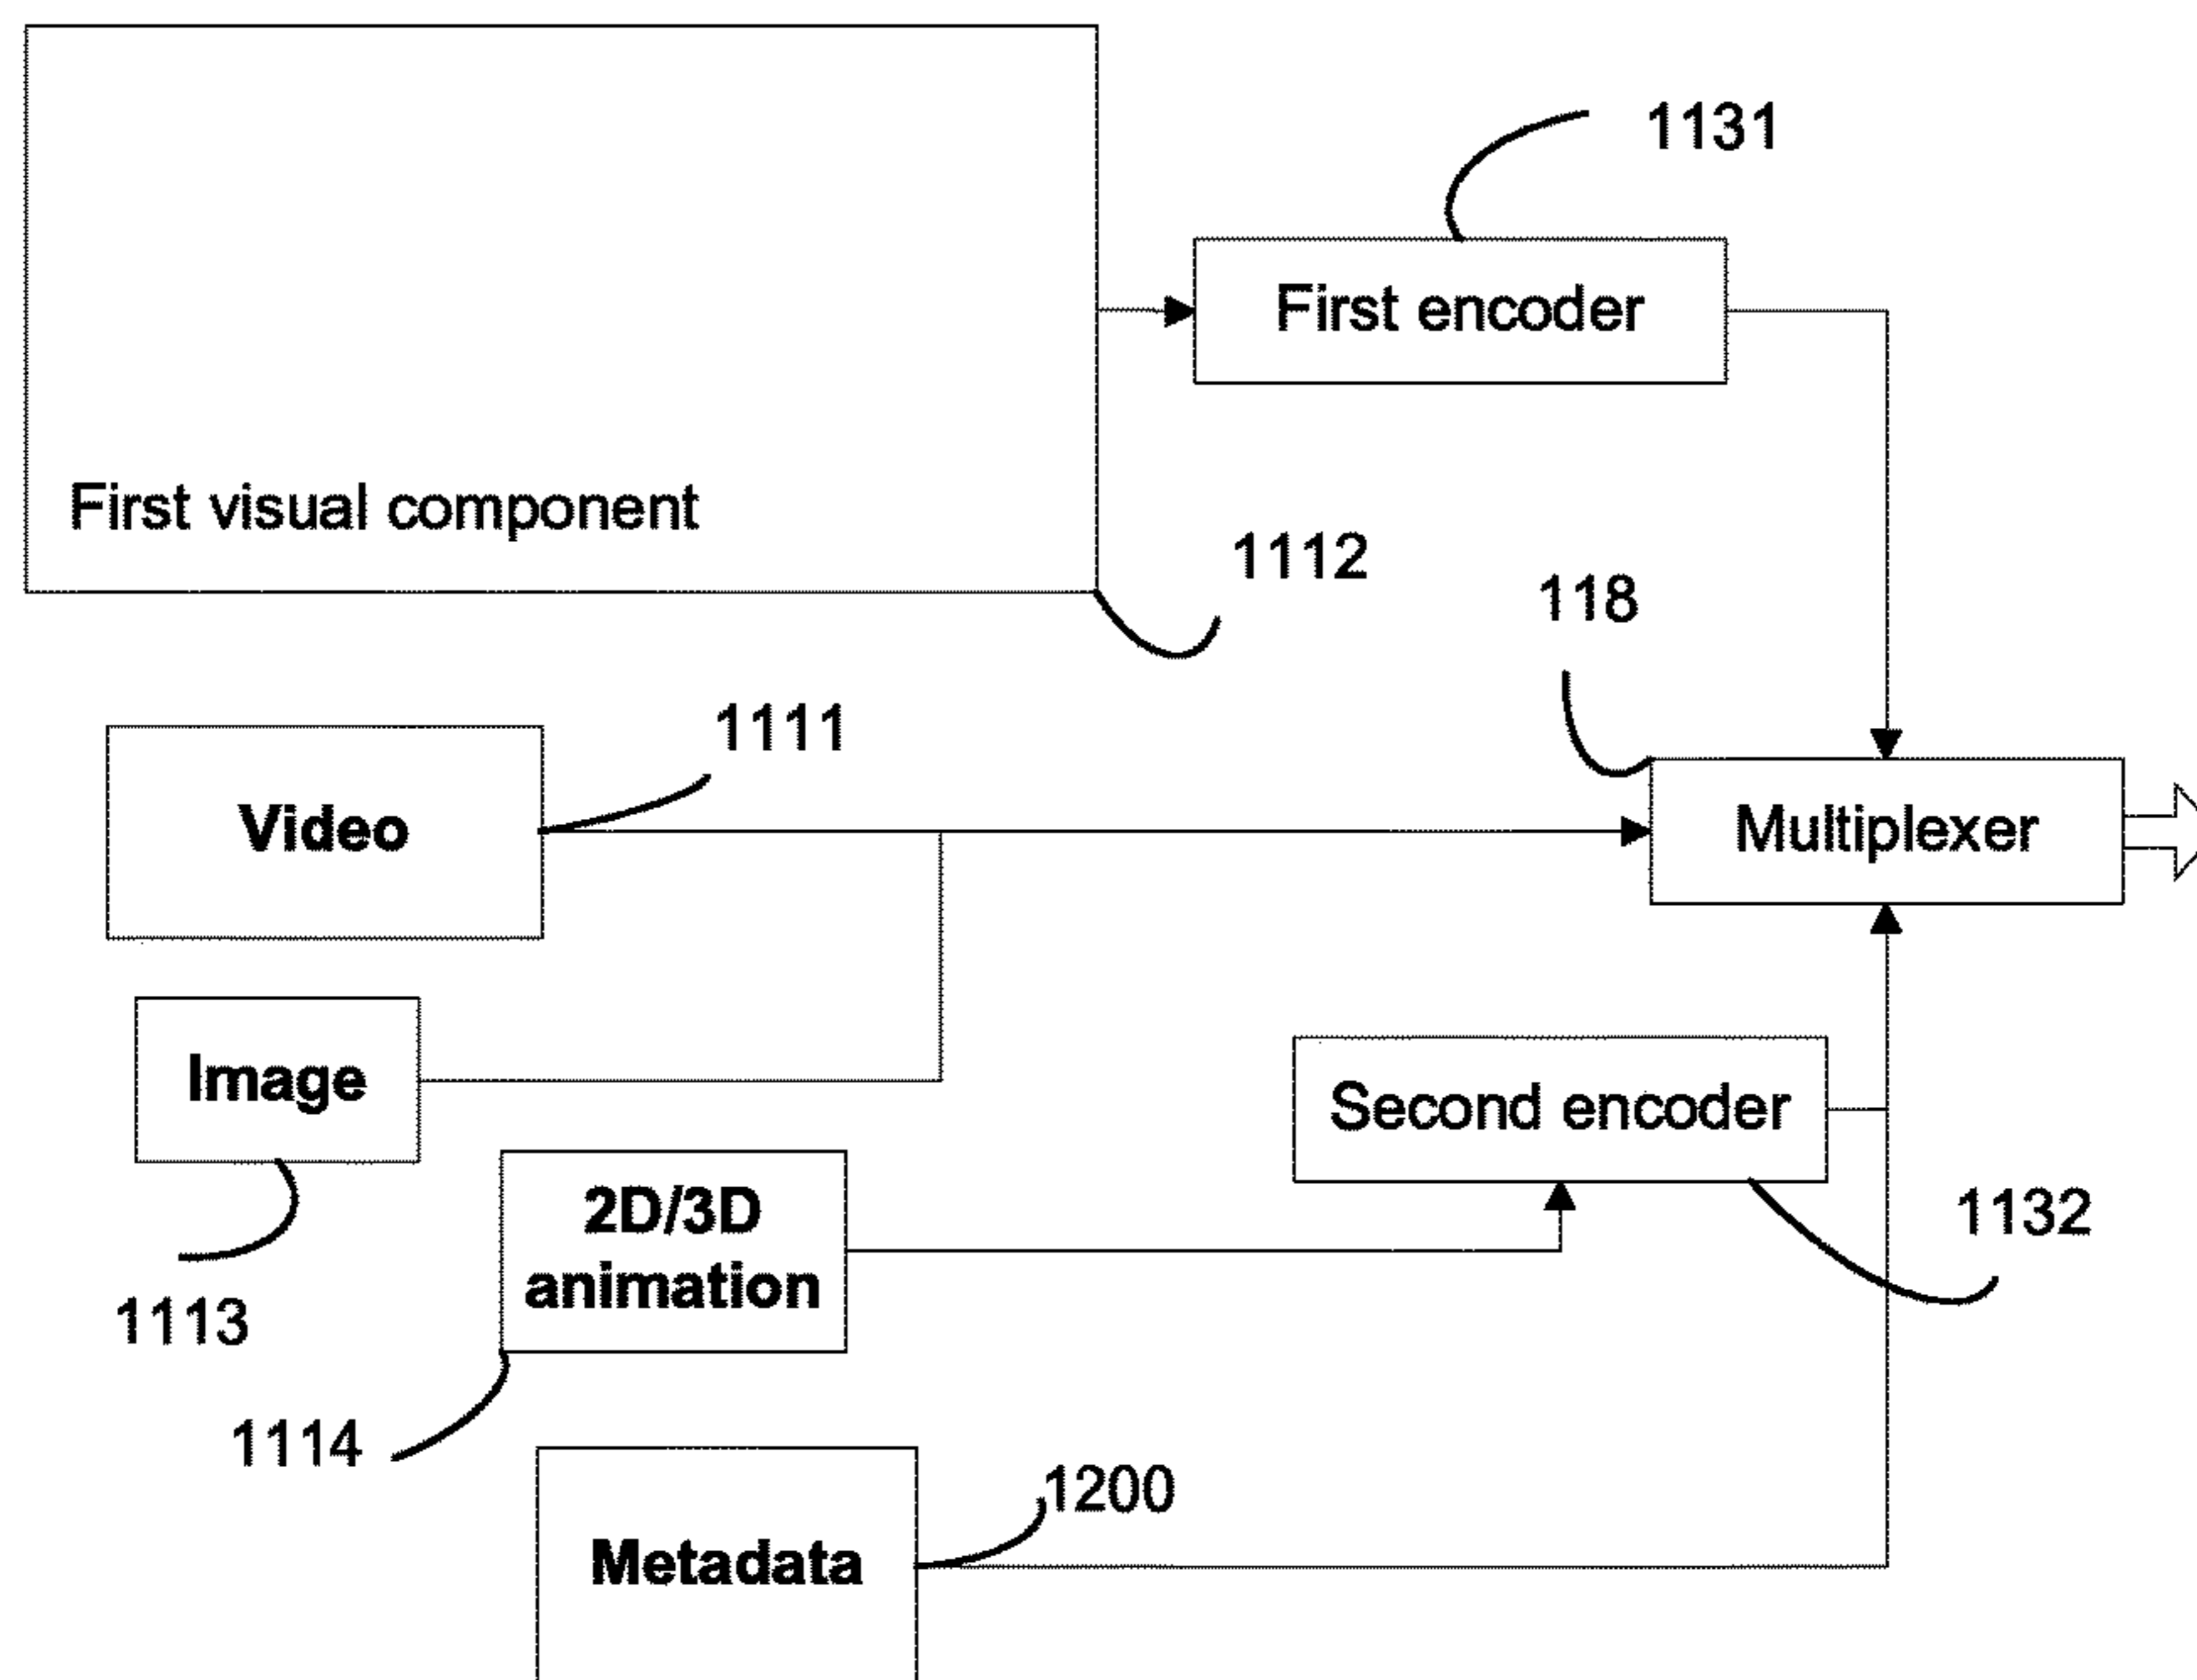 1131
First encoder
First visual component
1112
118
1111
Video
Multiplexer
Image
Second encoder
2D/3D
animation
1132
1113
1114
1200
Metadata